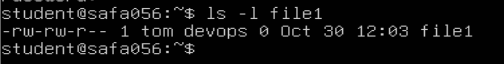 student@safa056:~$ ls -l file1
-rw-rw-r-- 1 tom devops 0 Oct 30 12:03 file1
student@safa056:~$